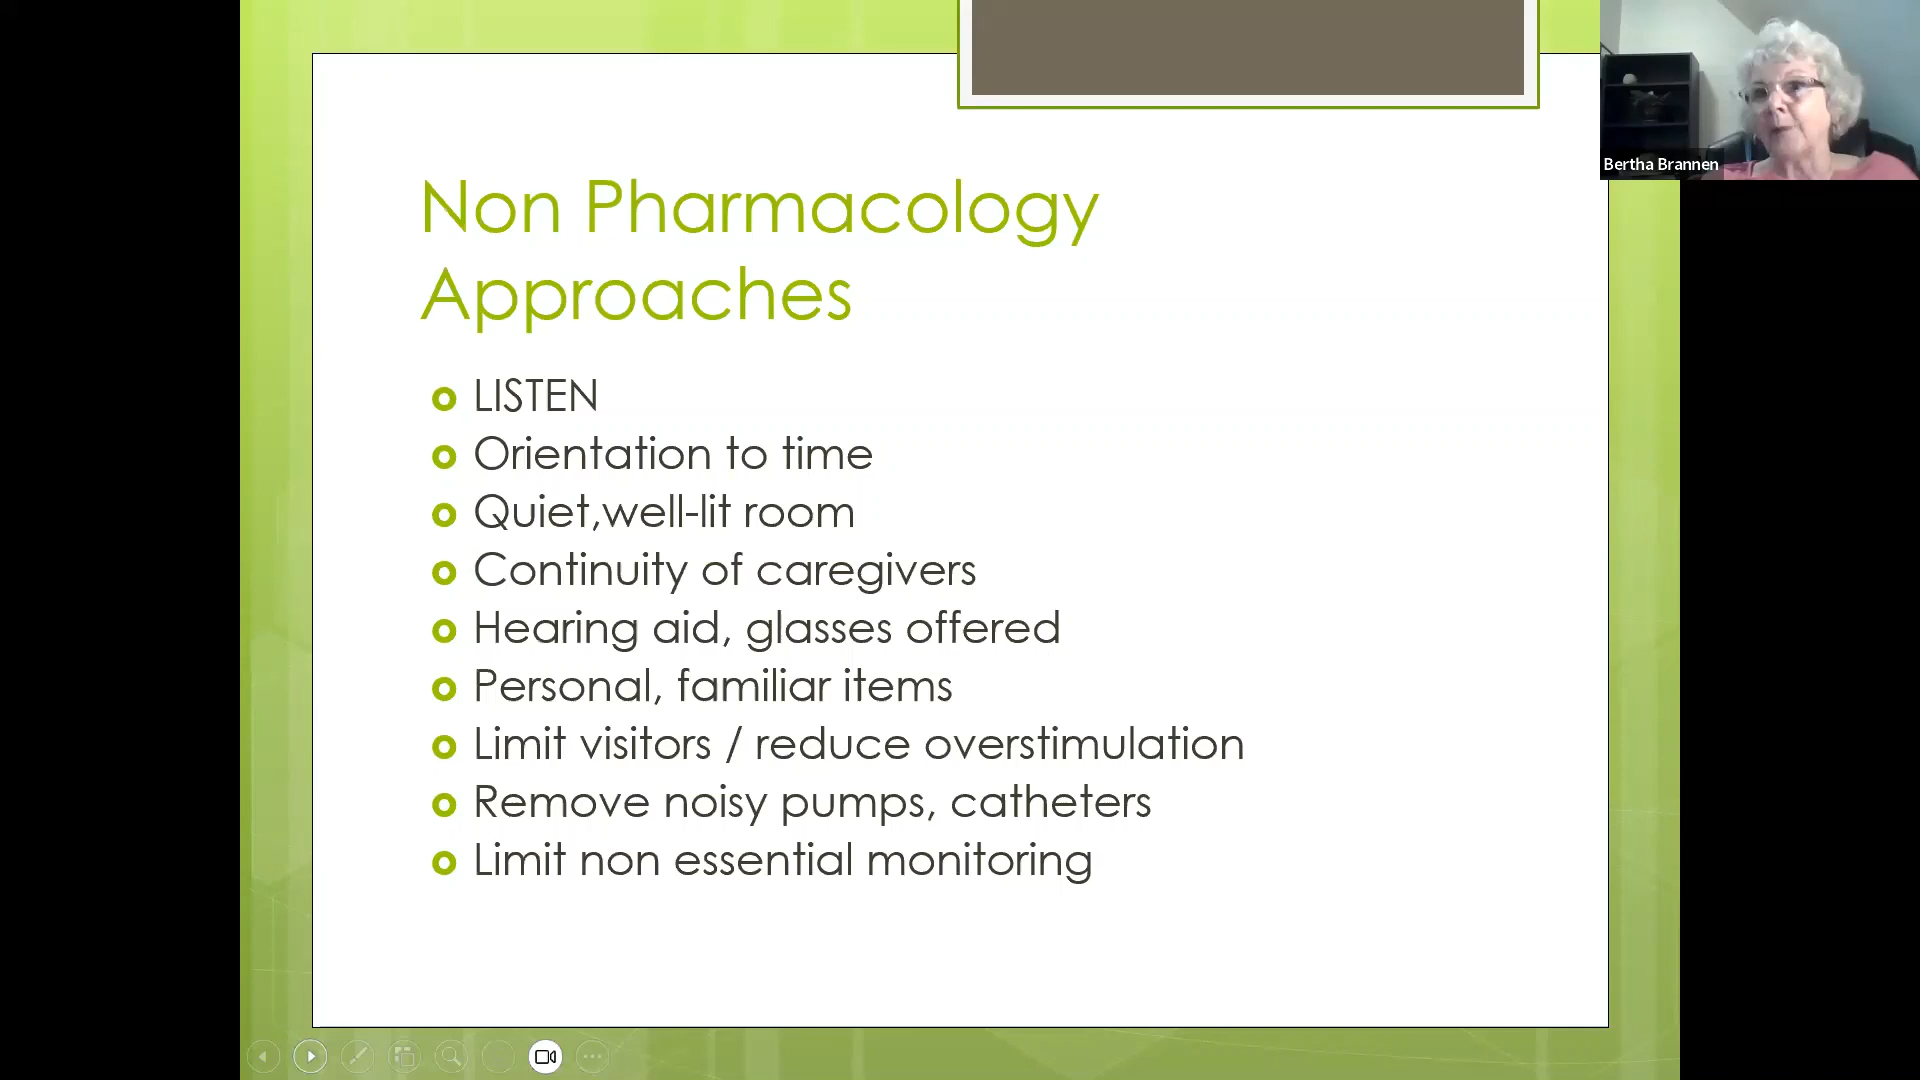 Bertha Brannen
Non Pharmacology
Approaches
LISTEN
Orientation to time
Quiet,well-lit room
Continuity of caregivers
Hearing aid, glasses offered
Personal, familiar items
Limit visitors / reduce overstimulation
Remove noisy pumps, catheters
Limit non essential monitoring